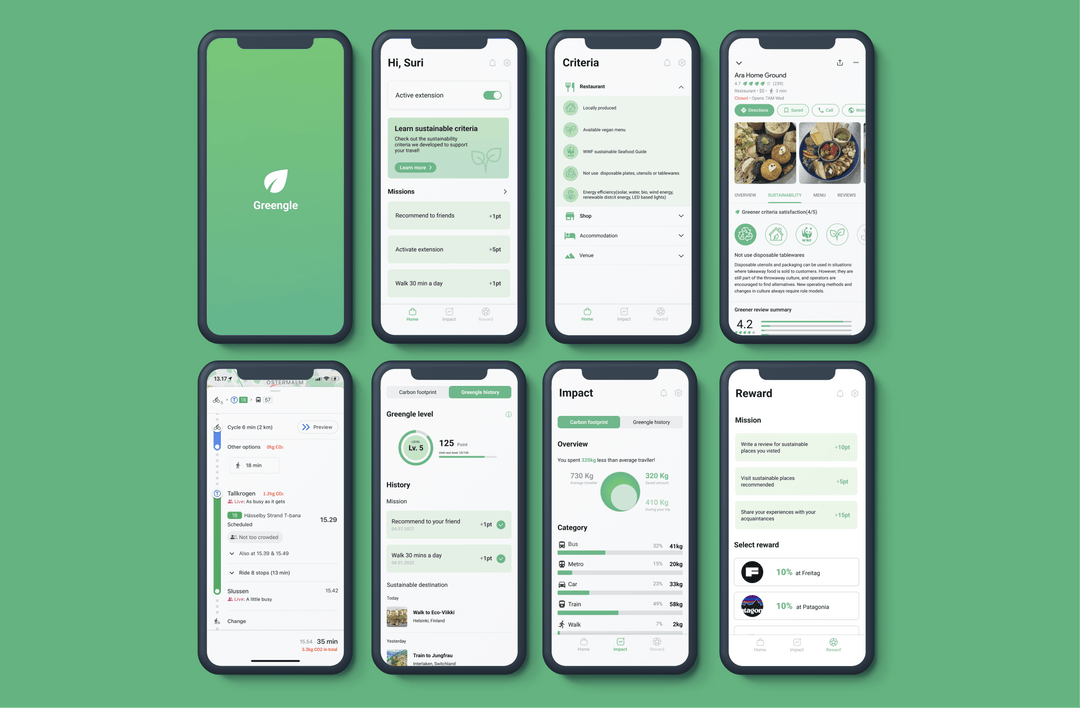 Greengle
Hi, Suri
Active extension
Learn sustainable criteria
Check out the sustainability
criteria we developed to support
your travel!
Learn more
Missions
Recommend to friends +1pt
Activate extension +5pt
Walk 30 min a day +1pt
Home Impact Reward
Criteria
Restaurant
Locally produced
Available vegan menu
WWF sustainable Seafood Guide
Not use disposable plates, utensils or tablewares
Energy efficiency(solar, water, bio, wind energy,
renewable distict energy, LED based lights)
Shop
Accommodation
Venue
Home Impact Reward
Ara Home Ground
4.7 (239)
Restaurant
3 min
Closed • Opens 7AM Wed
Directions Saved Call
OVERVIEW SUSTAINABILITY MENU REVIEWS
Greener criteria satisfaction(4/5)
WWF
Not use disposable tablewares
Disposable utensils and packaging can be used in situations
where takeaway food is sold to customers. However, they are
still part of the throwaway culture, and operators are
encouraged to find alternatives. New operating methods and
changes in culture always require role models.
Greener review summary
4.2
13.17
ÖSTERMALM
18 57
Cycle 6 min (2 km) Preview
Other options 0kg CO₂
18 min
Tallkrogen 1.2kg CO₂
Live: As busy as it gets
18 Hässelby Strand T-bana 15.29
Scheduled
Not too crowded
Also at 15.39 & 15.49
Ride 8 stops (13 min)
Slussen 15.42
Live: A little busy
Change
15.54 35 min
3.3kg CO2 in total
Carbon footprint Greengle history
Greengle level
LEVEL
Lv. 5
125 Point
History
Mission
Recommend to your friend +1pt
Walk 30 mins a day +1pt
Sustainable destination
Today
Walk to Eco-Viikki
Helsinki, Finland
Yesterday
Train to Jungfrau
Interlaken, Switchland
Impact
Carbon footprint Greengle history
Overview
You spent 320kg less than average traviler!
730 Kg 320 Kg
Average traveller
410 Kg
During your trip
Category
Bus 32% 41kg
Metro 15% 20kg
Car 23% 33kg
Train 49% 58kg
Walk 7% 2kg
Home Impact Reward
Reward
Mission
Write a review for sustainable
places you visted
+10pt
Visit sustainable places
recommended
+5pt
Share your experiences with your
acquaintances
+15pt
Select reward
10% at Freitag
10% at Patagonia
Home Impact Reward